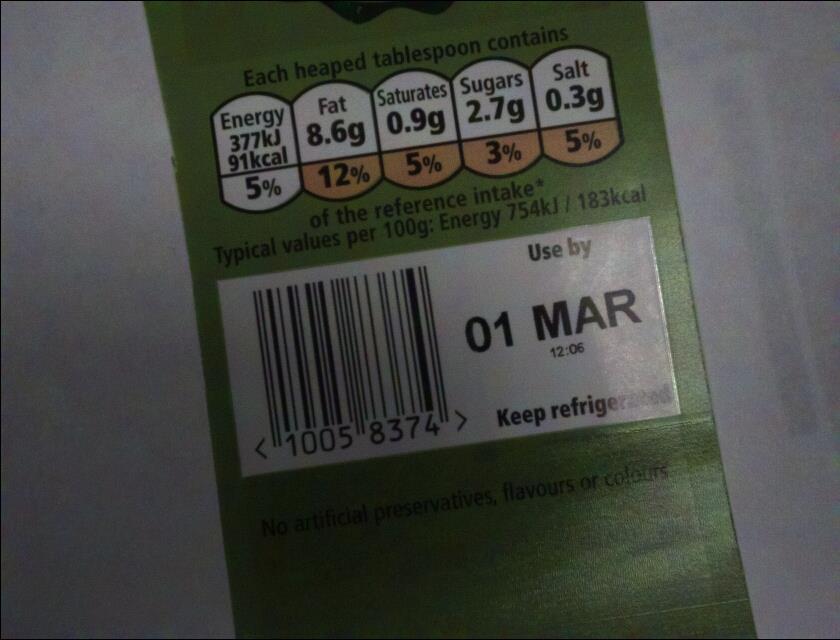 Each heaped tablespoon contains
Energy 377kJ 91kcal 5%
Fat 8.6g 12%
Saturates 0.9g 5%
Sugars 2.7g 3%
Salt 0.3g 5%
of the reference intake*
Typical values per 100g: Energy 754kJ / 183kcal
Use by
01 MAR
12:06
Keep refrigerated
< 1005 8374 >
No artificial preservatives, flavours or colours